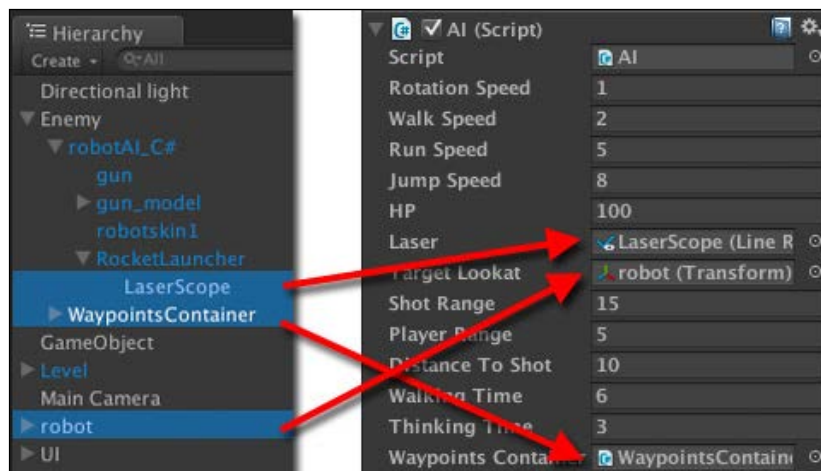 Hierarchy
Create
All
Directional light
Enemy
robotAI_C#
gun
gun_model
robotskin1
RocketLauncher
LaserScope
WaypointsContainer
GameObject
Level
Main Camera
robot
UI
AI (Script)
Script AI
Rotation Speed 1
Walk Speed 2
Run Speed 5
Jump Speed 8
HP 100
Laser LaserScope (Line R
Target Lookat robot (Transform)
Shot Range 15
Player Range 5
Distance To Shot 10
Walking Time 6
Thinking Time 3
Waypoints Container WaypointsContain